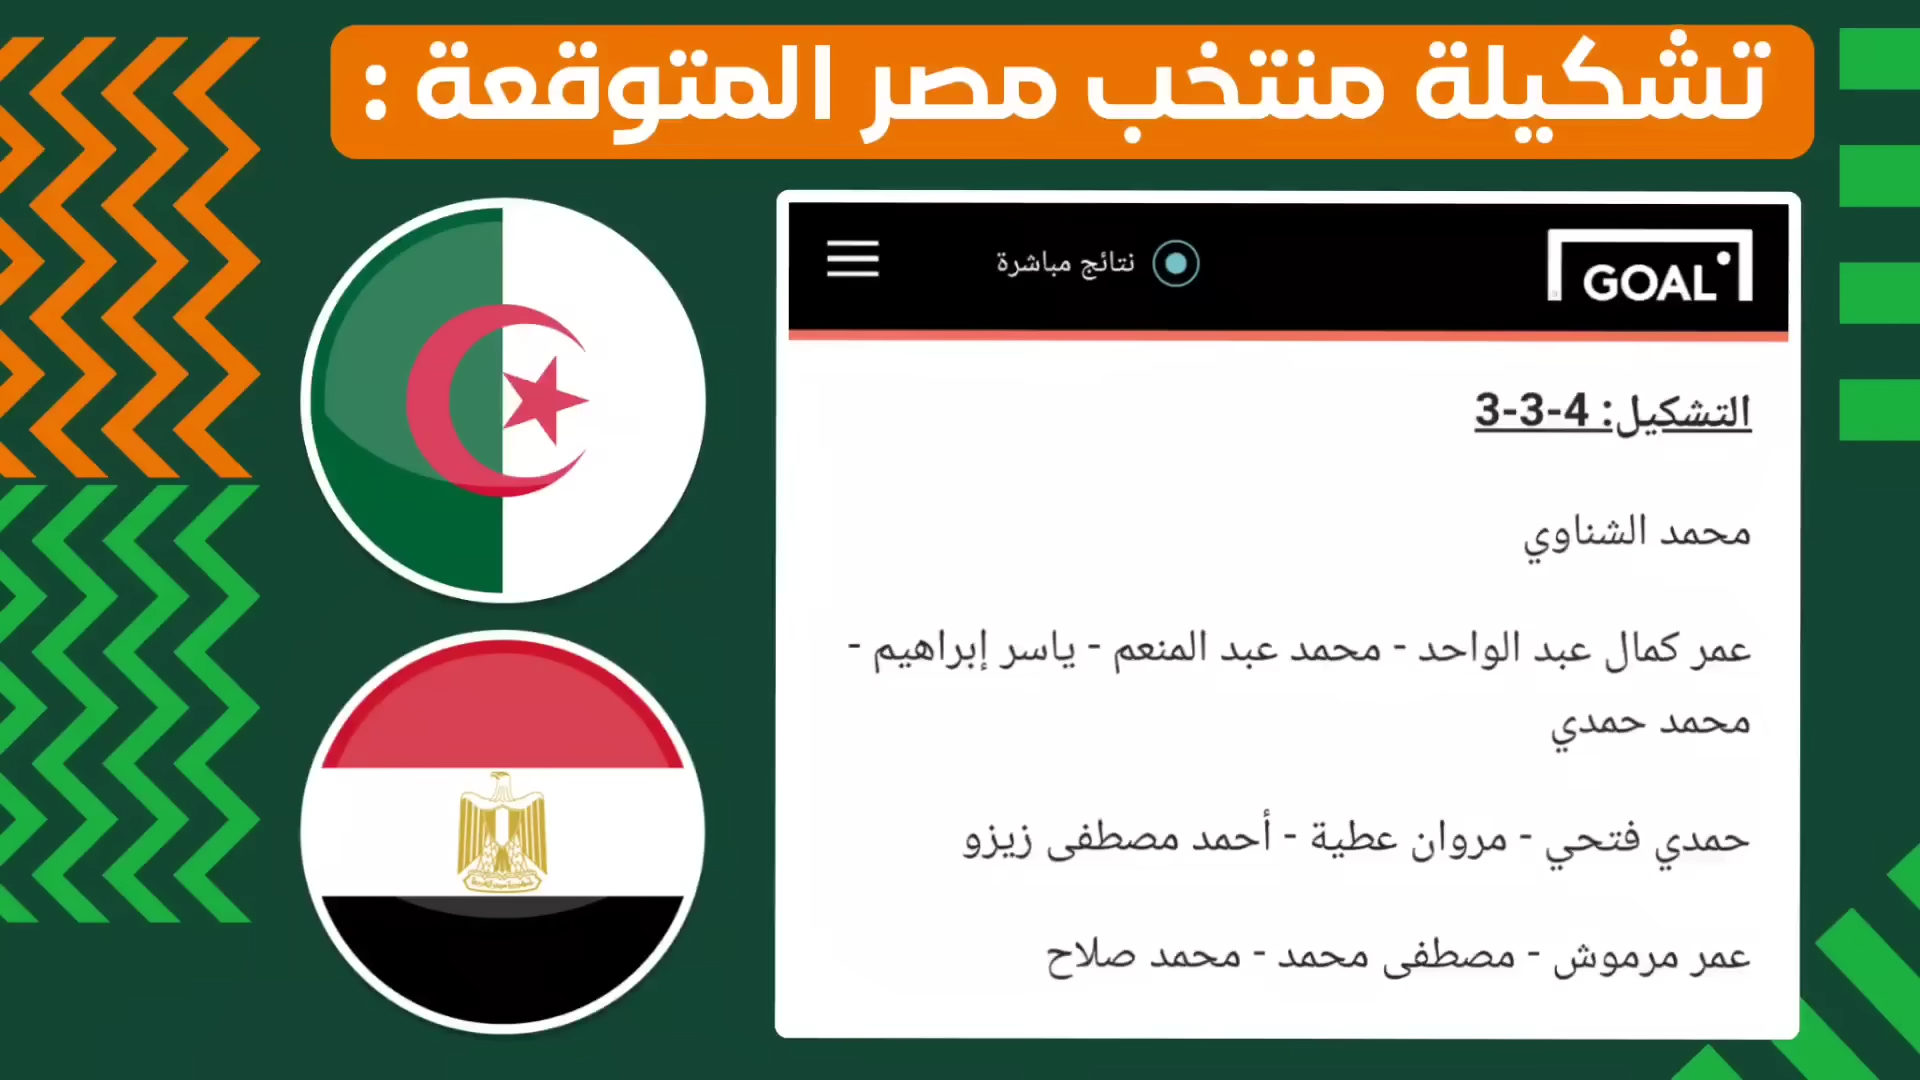 تشكيلة منتخب مصر المتوقعة :
GOAL
نتائج مباشرة
التشكيل: 4-3-3
محمد الشناوي
عمر كمال عبد الواحد - محمد عبد المنعم - ياسر إبراهيم -
محمد حمدي
حمدي فتحي - مروان عطية - أحمد مصطفى زيزو
عمر مرموش - مصطفى محمد - محمد صلاح